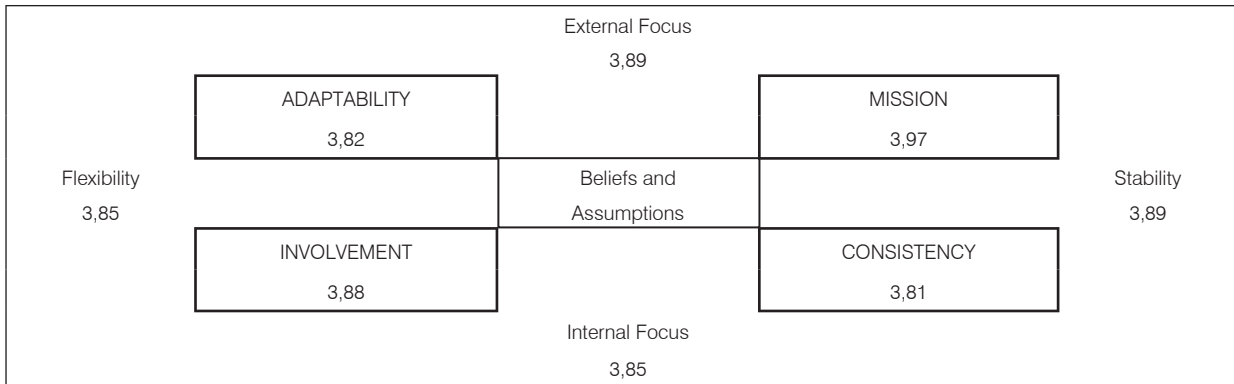 External Focus
3,89
ADAPTABILITY
3,82
MISSION
3,97
Flexibility
3,85
Beliefs and
Assumptions
Stability
3,89
INVOLVEMENT
3,88
CONSISTENCY
3,81
Internal Focus
3,85